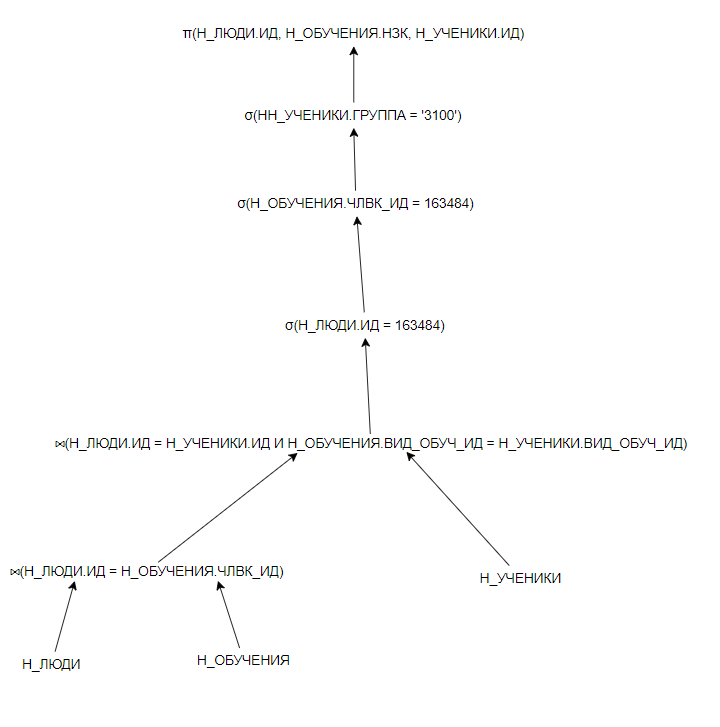 π(Н_ЛЮДИ.ИД, Н_ОБУЧЕНИЯ.НЗК, Н_УЧЕНИКИ.ИД)
σ(НН_УЧЕНИКИ.ГРУППА = '3100')
σ(Н_ОБУЧЕНИЯ.ЧЛВК_ИД = 163484)
σ(Н_ЛЮДИ.ИД = 163484)
⋈(Н_ЛЮДИ.ИД = Н_УЧЕНИКИ.ИД И Н_ОБУЧЕНИЯ.ВИД_ОБУЧ_ИД = Н_УЧЕНИКИ.ВИД_ОБУЧ_ИД)
⋈(Н_ЛЮДИ.ИД = Н_ОБУЧЕНИЯ.ЧЛВК_ИД)
Н_УЧЕНИКИ
Н_ЛЮДИ
Н_ОБУЧЕНИЯ